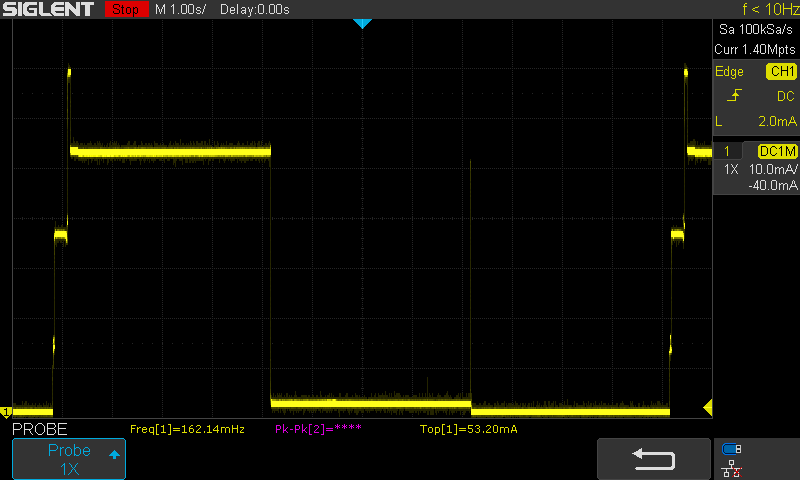 SIGLENT Stop M 1.00s/ Delay:0.00s f < 10Hz
Sa 100kSa/s
Curr 1.40Mpts
Edge CH1
DC
L 2.0mA
1 DC1M
1X 10.0mA/
-40.0mA
1
PROBE Freq[1]=162.14mHz Pk-Pk[2]=**** Top[1]=53.20mA
Probe
1X